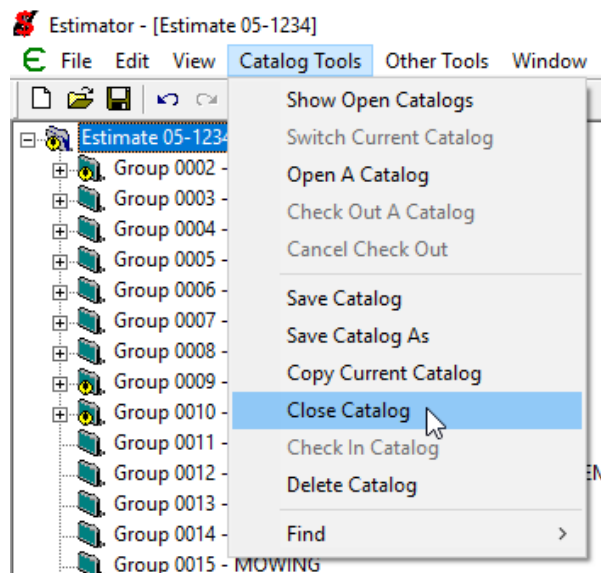 Estimator - [Estimate 05-1234]
File Edit View Catalog Tools Other Tools Window
Show Open Catalogs
Switch Current Catalog
Open A Catalog
Check Out A Catalog
Cancel Check Out
Save Catalog
Save Catalog As
Copy Current Catalog
Close Catalog
Check In Catalog
Delete Catalog
Find
Estimate 05-1234
Group 0002 -
Group 0003 -
Group 0004 -
Group 0005 -
Group 0006 -
Group 0007 -
Group 0008 -
Group 0009 -
Group 0010 -
Group 0011 -
Group 0012 -
Group 0013 -
Group 0014 -
Group 0015 - MOWING